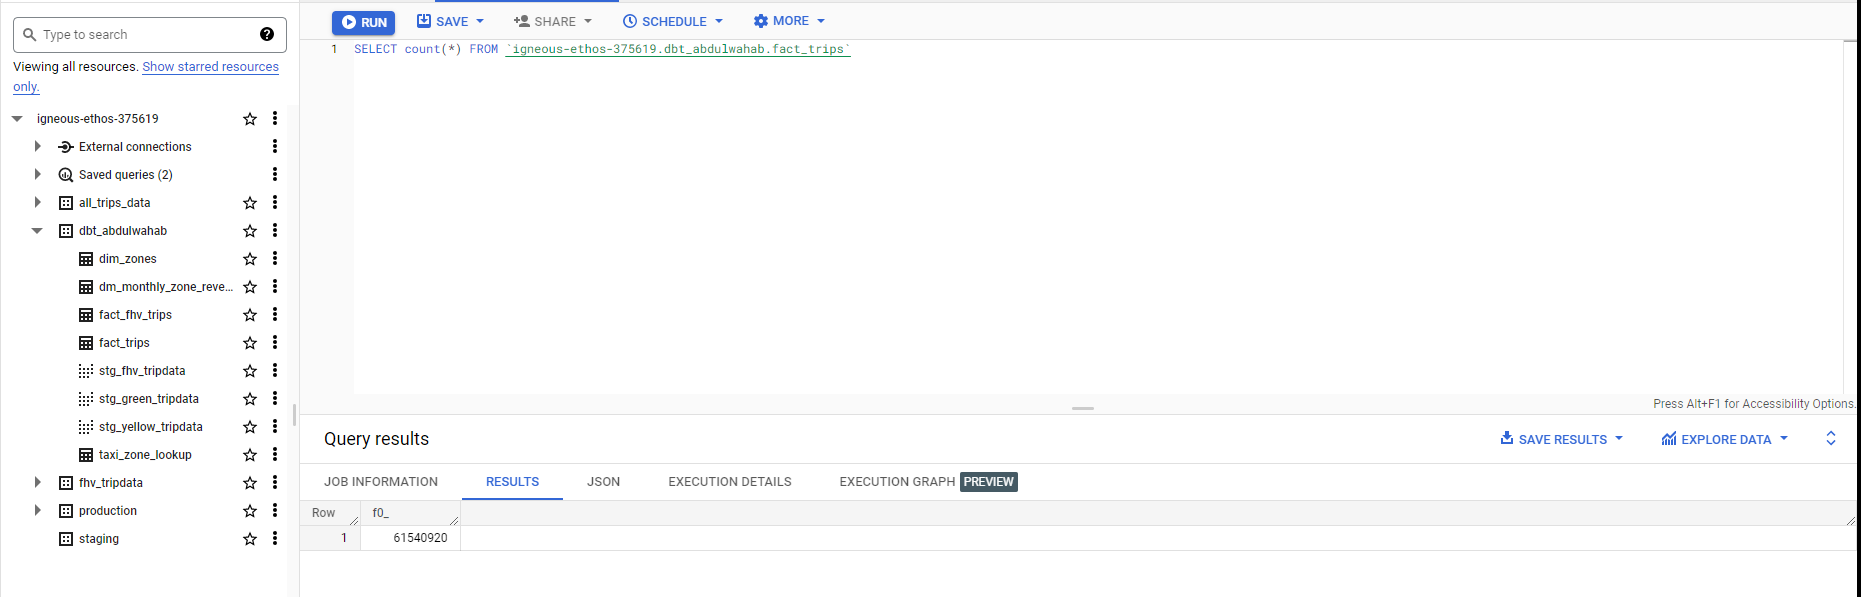 Type to search
Viewing all resources. Show starred resources
only.
igneous-ethos-375619
External connections
Saved queries (2)
all_trips_data
dbt_abdulwahab
dim_zones
dm_monthly_zone_reve...
fact_fhv_trips
fact_trips
stg_fhv_tripdata
stg_green_tripdata
stg_yellow_tripdata
taxi_zone_lookup
fhv_tripdata
production
staging
RUN SAVE SHARE SCHEDULE MORE
1 SELECT count(*) FROM `igneous-ethos-375619.dbt_abdulwahab.fact_trips`
Press Alt+F1 for Accessibility Options.
Query results SAVE RESULTS EXPLORE DATA
JOB INFORMATION RESULTS JSON EXECUTION DETAILS EXECUTION GRAPH PREVIEW
Row f0_
1 61540920